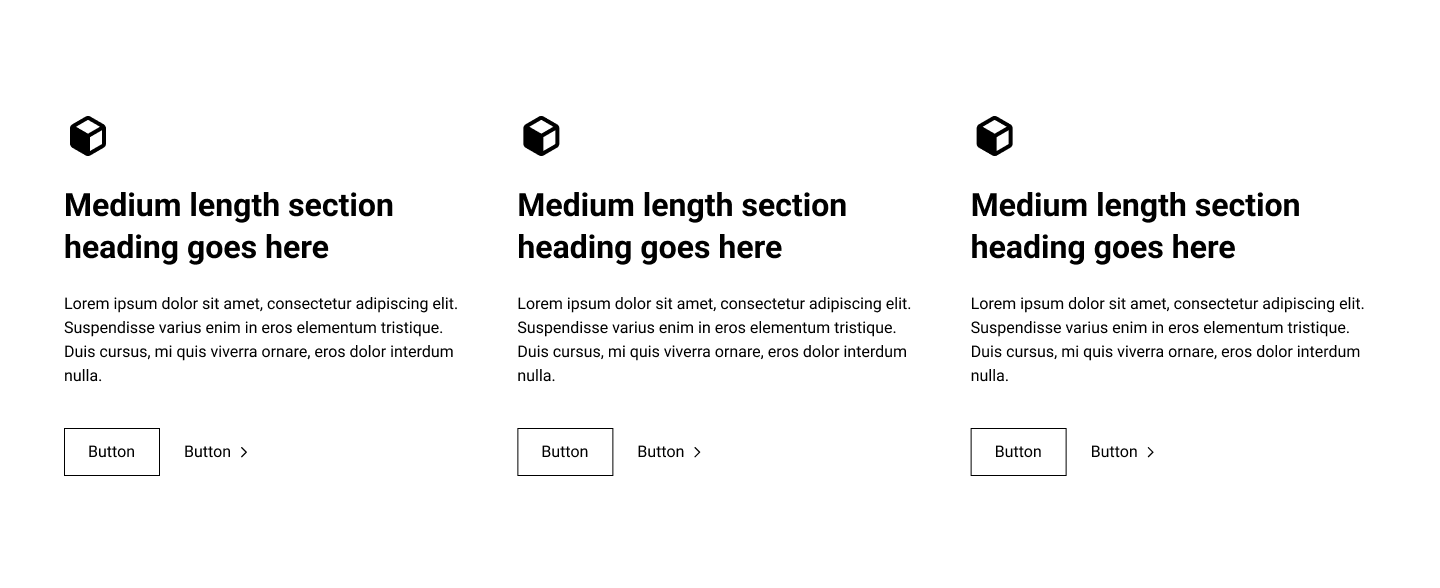 Medium length section
heading goes here
Lorem ipsum dolor sit amet, consectetur adipiscing elit.
Suspendisse varius enim in eros elementum tristique.
Duis cursus, mi quis viverra ornare, eros dolor interdum
nulla.
Button
Button
Medium length section
heading goes here
Lorem ipsum dolor sit amet, consectetur adipiscing elit.
Suspendisse varius enim in eros elementum tristique.
Duis cursus, mi quis viverra ornare, eros dolor interdum
nulla.
Button
Button
Medium length section
heading goes here
Lorem ipsum dolor sit amet, consectetur adipiscing elit.
Suspendisse varius enim in eros elementum tristique.
Duis cursus, mi quis viverra ornare, eros dolor interdum
nulla.
Button
Button